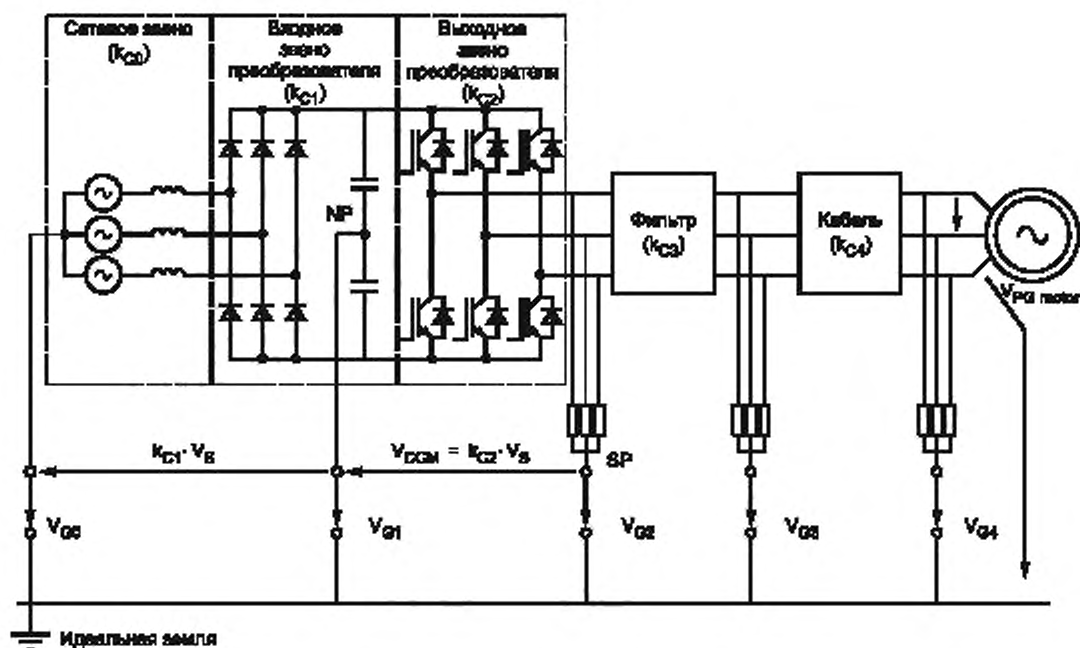 Сетевое звено
(kC0)
Входное
звено
преобразователя
(kC1)
Выходное
звено
преобразователя
(kC2)
NP
Фильтр
(kC3)
Кабель
(kC4)
VPG motor
kC1· VS
VCGM = kC2· VS
SP
VG0
VG1
VG2
VG3
VG4
Идеальная земля